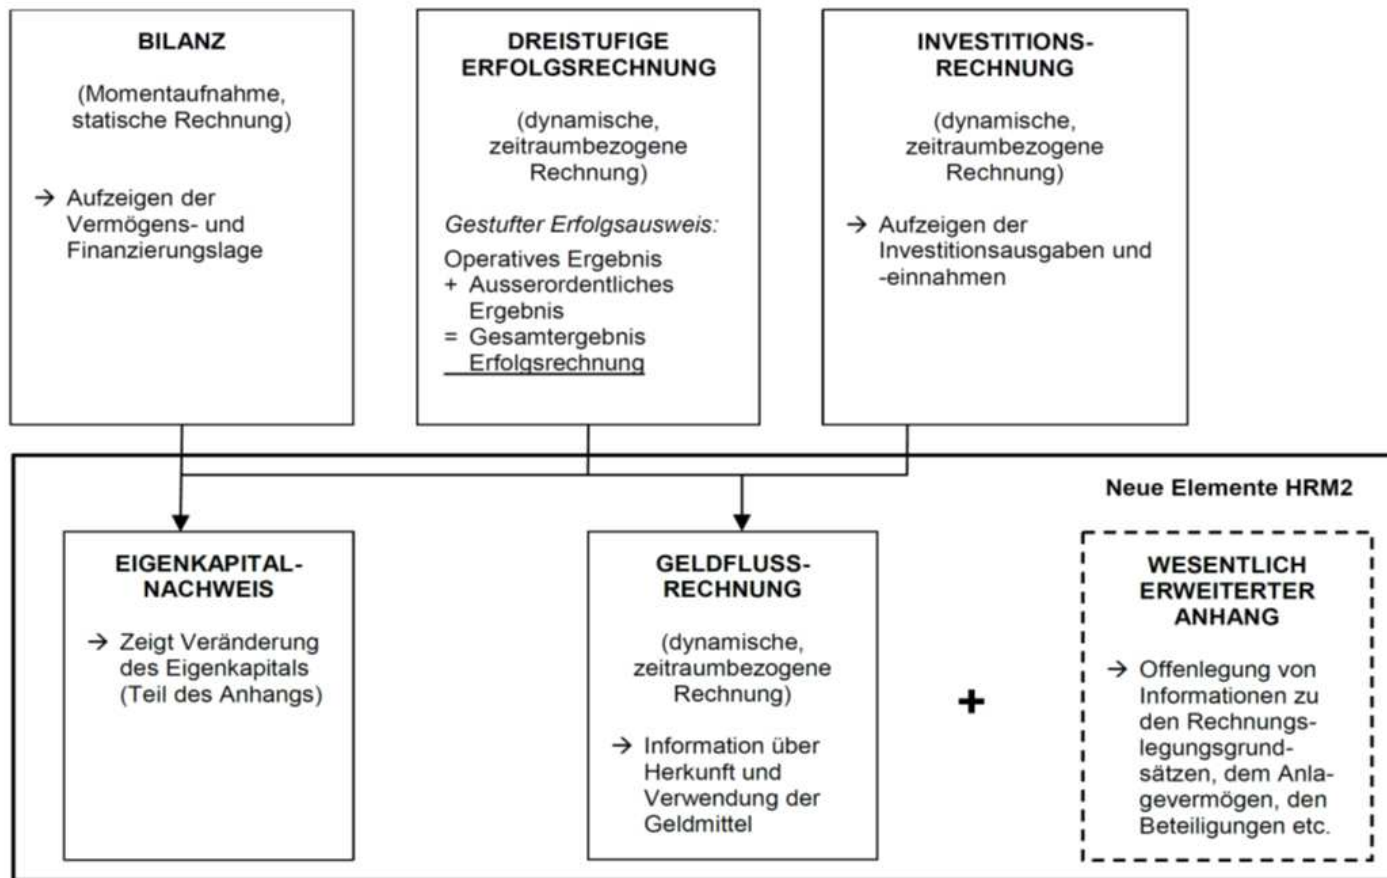 BILANZ
(Momentaufnahme,
statische Rechnung)
→ Aufzeigen der
Vermögens- und
Finanzierungslage
DREISTUFIGE
ERFOLGSRECHNUNG
(dynamische,
zeitraumbezogene
Rechnung)
Gestufter Erfolgsausweis:
Operatives Ergebnis
+ Ausserordentliches
Ergebnis
= Gesamtergebnis
Erfolgsrechnung
INVESTITIONS-
RECHNUNG
(dynamische,
zeitraumbezogene
Rechnung)
→ Aufzeigen der
Investitionsausgaben und
-einnahmen
Neue Elemente HRM2
EIGENKAPITAL-
NACHWEIS
→ Zeigt Veränderung
des Eigenkapitals
(Teil des Anhangs)
GELDFLUSS-
RECHNUNG
(dynamische,
zeitraumbezogene
Rechnung)
→ Information über
Herkunft und
Verwendung der
Geldmittel
+
WESENTLICH
ERWEITERTER
ANHANG
→ Offenlegung von
Informationen zu
den Rechnungs-
legungsgrund-
sätzen, dem Anla-
gevermögen, den
Beteiligungen etc.